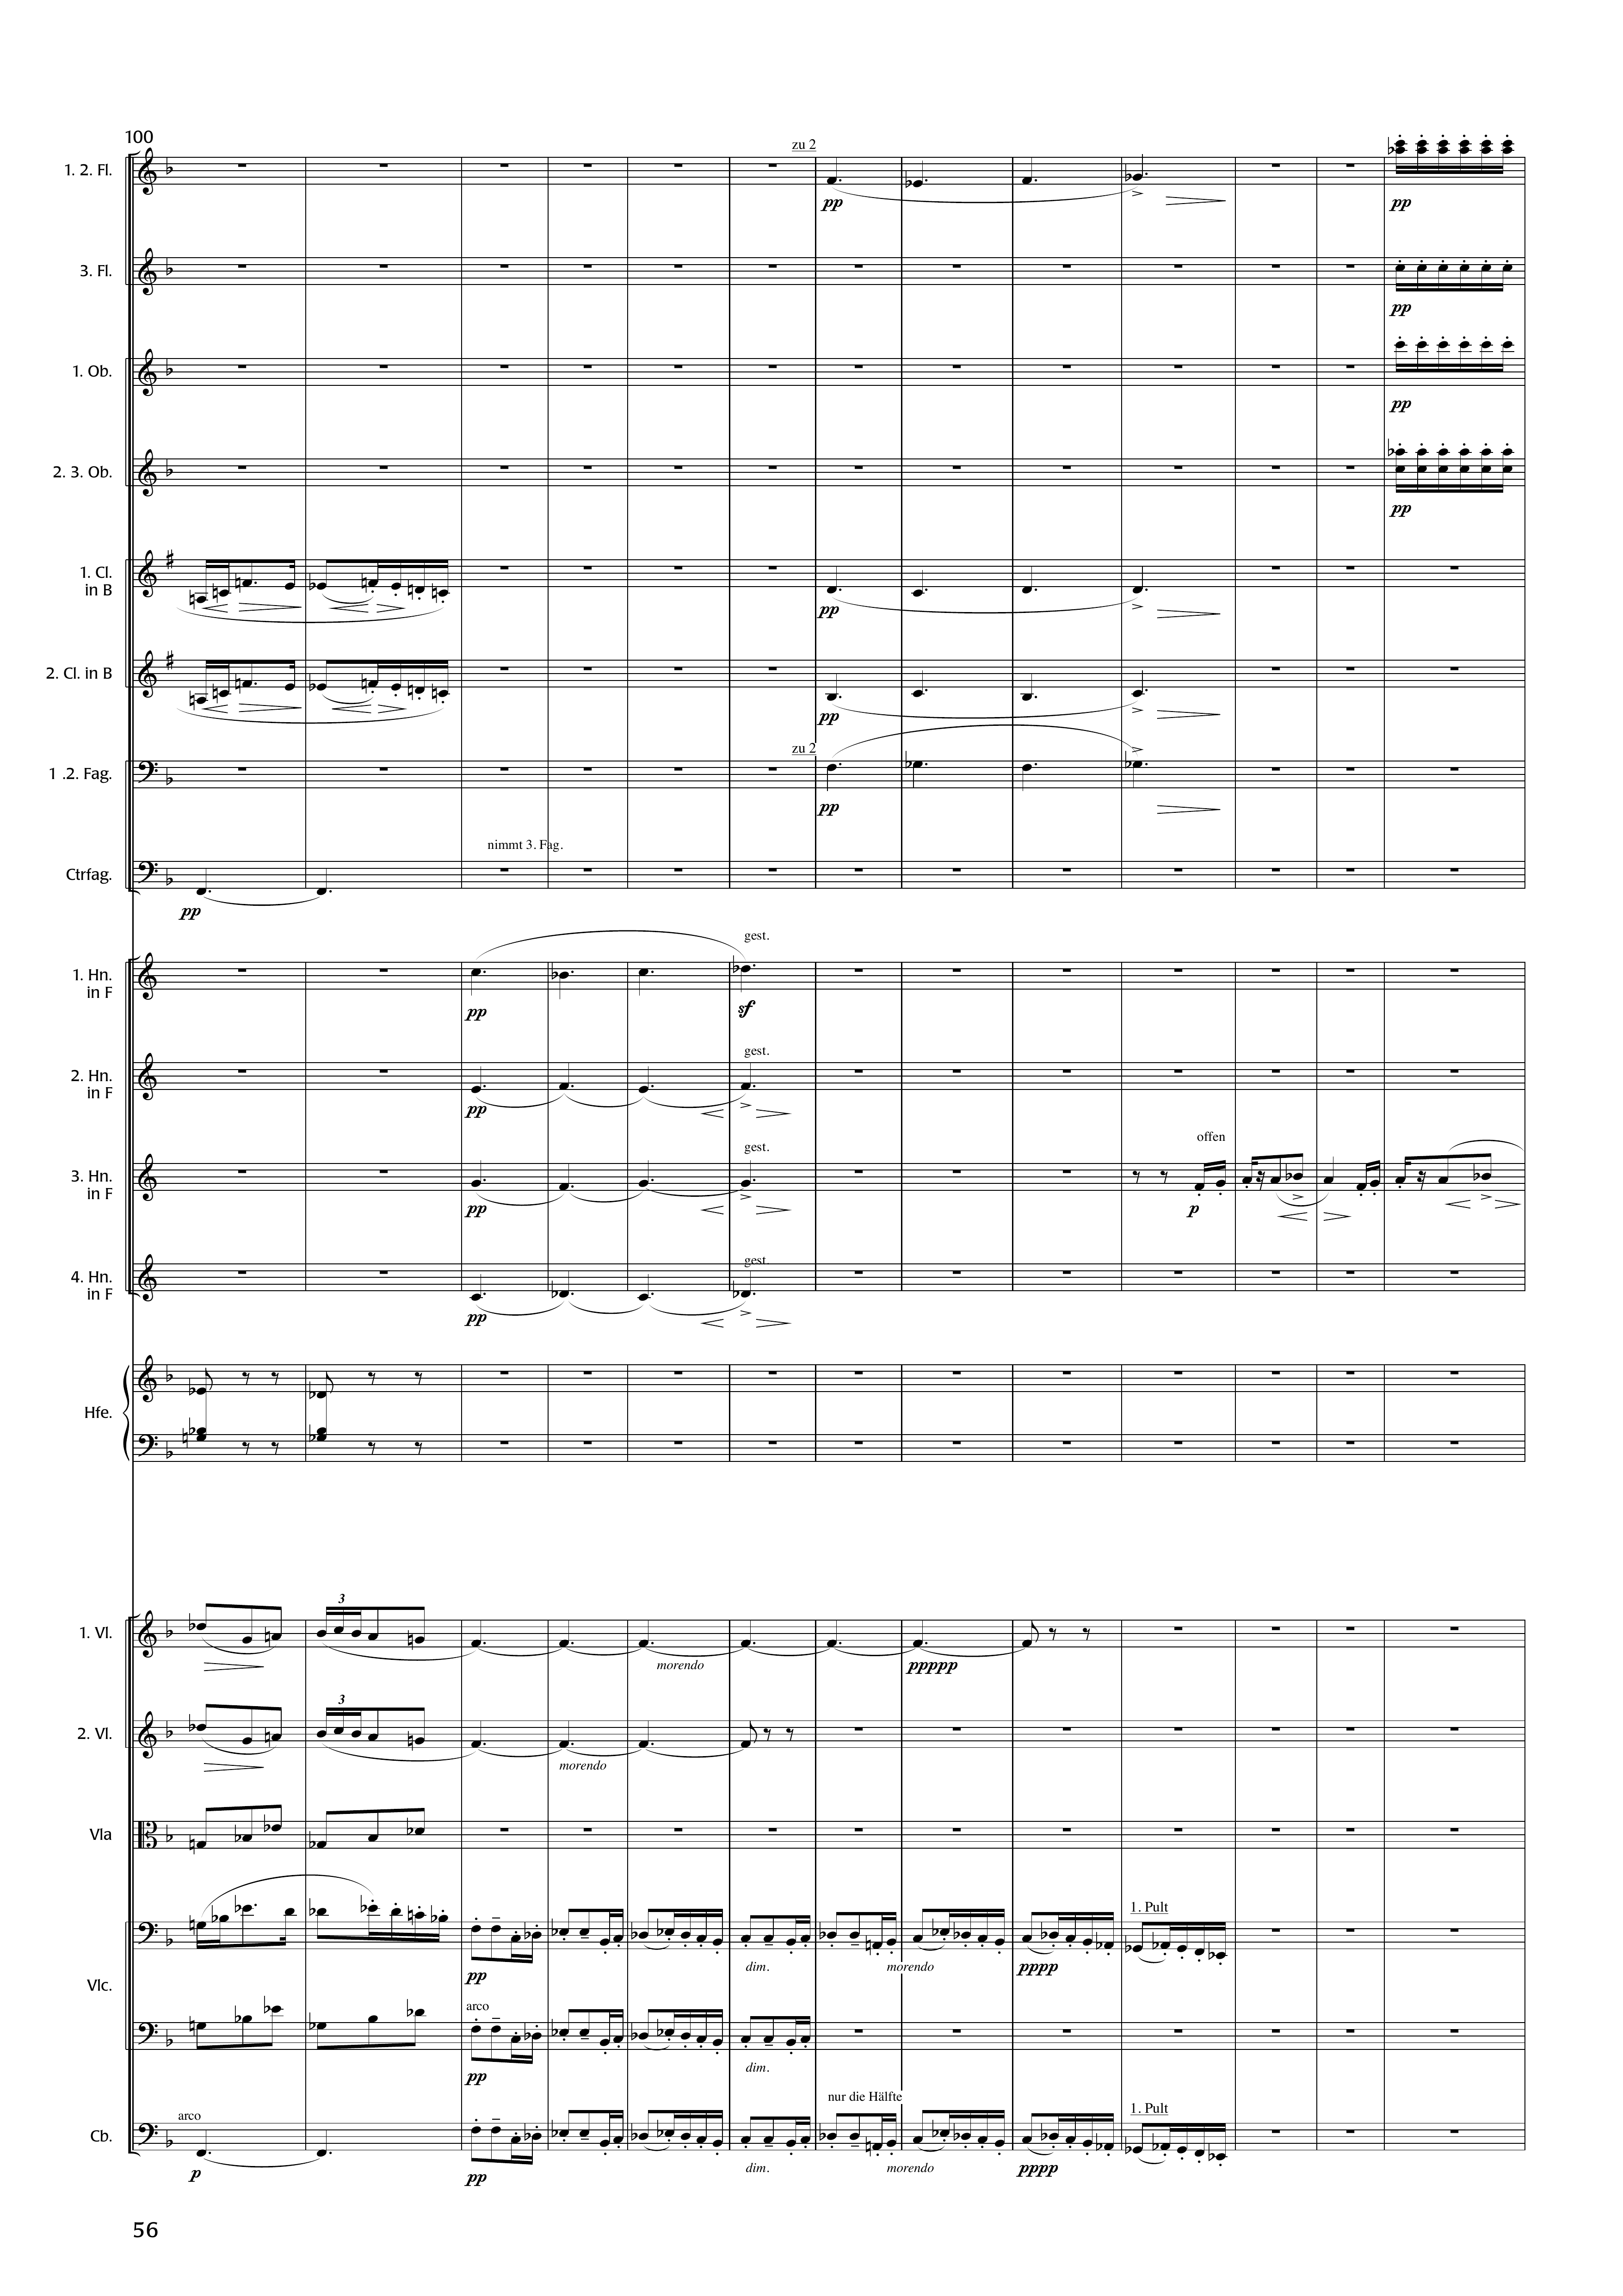 100
zu 2
1. 2. Fl.
pp
pp
3. Fl.
pp
1. Ob.
pp
2. 3. Ob.
pp
1. Cl.
in B
pp
2. Cl. in B
pp
zu 2
1 .2. Fag.
pp
nimmt 3. Fag.
Ctrfag.
pp
gest.
1. Hn.
in F
pp
sf
gest.
2. Hn.
in F
pp
offen
gest.
3. Hn.
in F
pp
p
gest.
4. Hn.
in F
pp
Hfe.
3
1. Vl.
morendo
ppppp
3
2. Vl.
morendo
Vla
1. Pult
dim.
morendo
pp
pppp
Vlc.
arco
dim.
pp
nur die Hälfte
arco
1. Pult
Cb.
dim.
morendo
p
pp
pppp
56